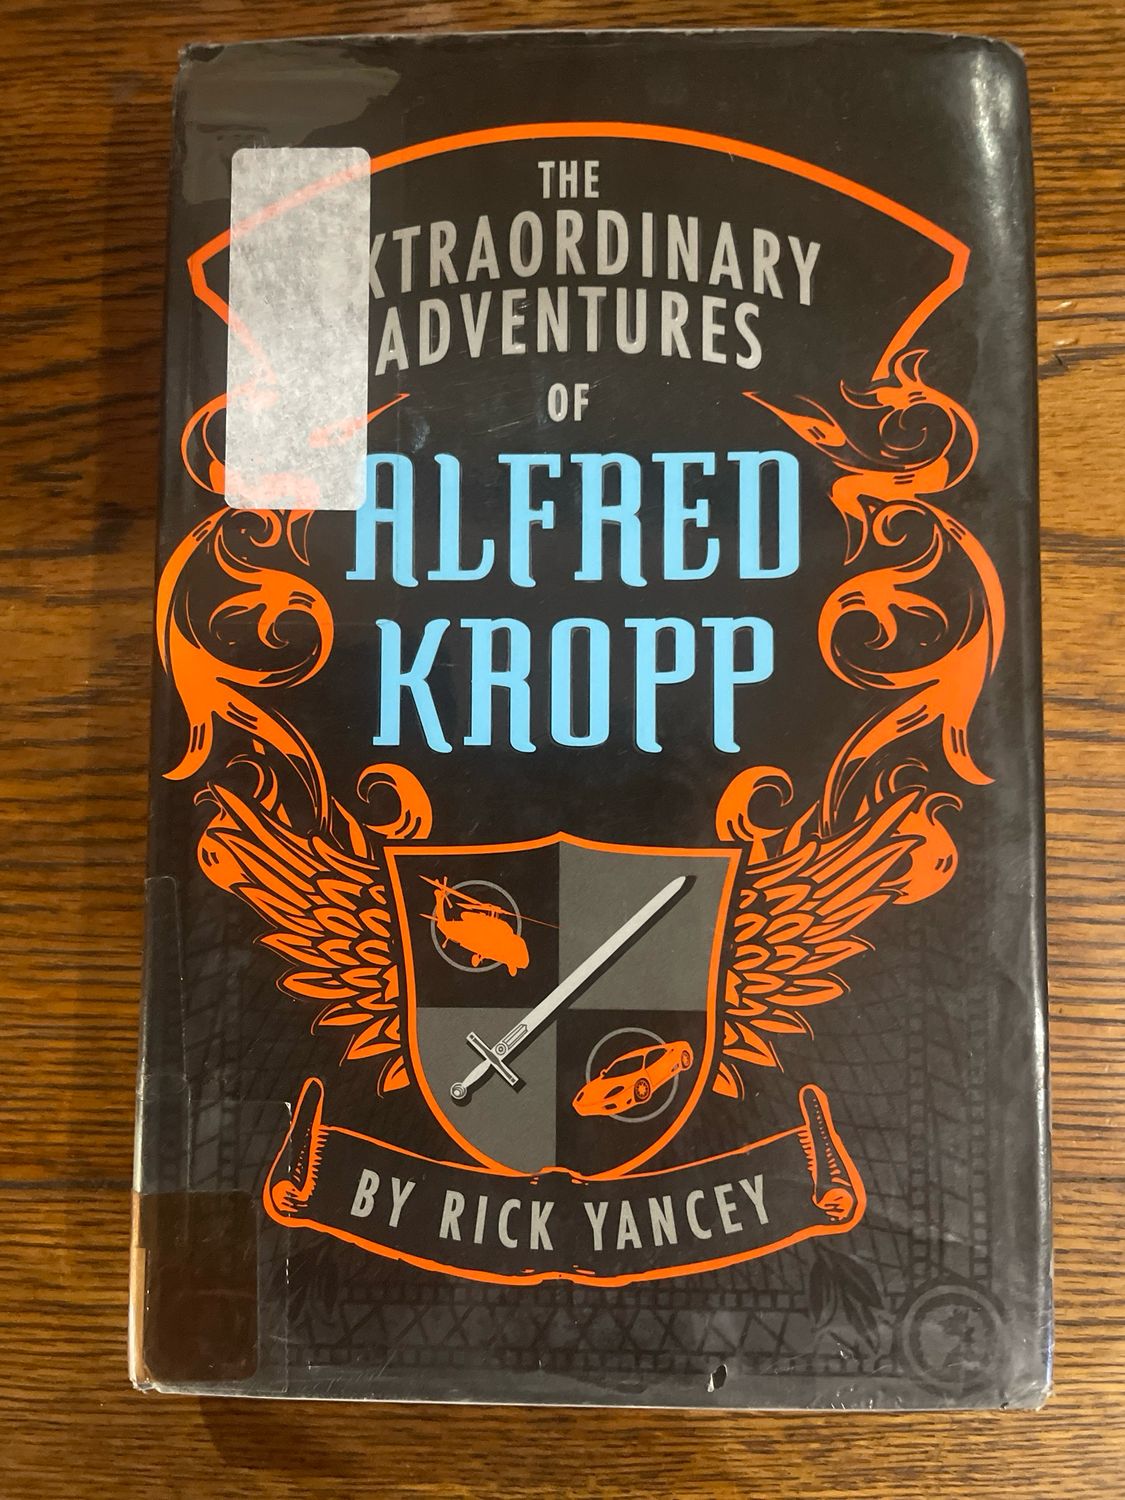 THE
XTRAORDINARY
ADVENTURES
OF
ALFRED
KROPP
BY RICK YANCEY